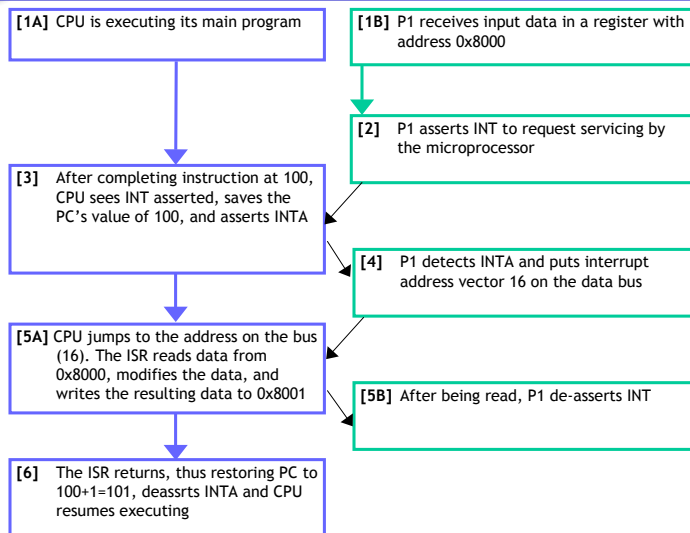 [1A] CPU is executing its main program
[1B] P1 receives input data in a register with
address 0x8000
[2] P1 asserts INT to request servicing by
the microprocessor
[3] After completing instruction at 100,
CPU sees INT asserted, saves the
PC’s value of 100, and asserts INTA
[4] P1 detects INTA and puts interrupt
address vector 16 on the data bus
[5A] CPU jumps to the address on the bus
(16). The ISR reads data from
0x8000, modifies the data, and
writes the resulting data to 0x8001
[5B] After being read, P1 de-asserts INT
[6] The ISR returns, thus restoring PC to
100+1=101, deassrts INTA and CPU
resumes executing